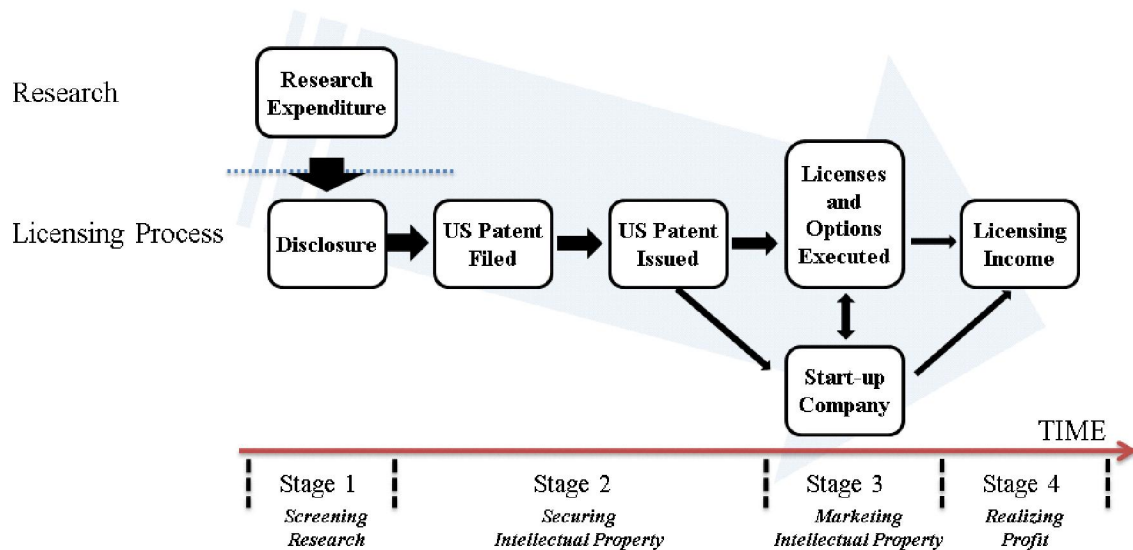 Research
Research
Expenditure
Licensing Process
Disclosure
US Patent
Filed
US Patent
Issued
Licenses
and
Options
Executed
Licensing
Income
Start-up
Company
TIME
Stage 1
Screening
Research
Stage 2
Securing
Intellectual Property
Stage 3
Marketing
Intellectual Property
Stage 4
Realizing
Profit